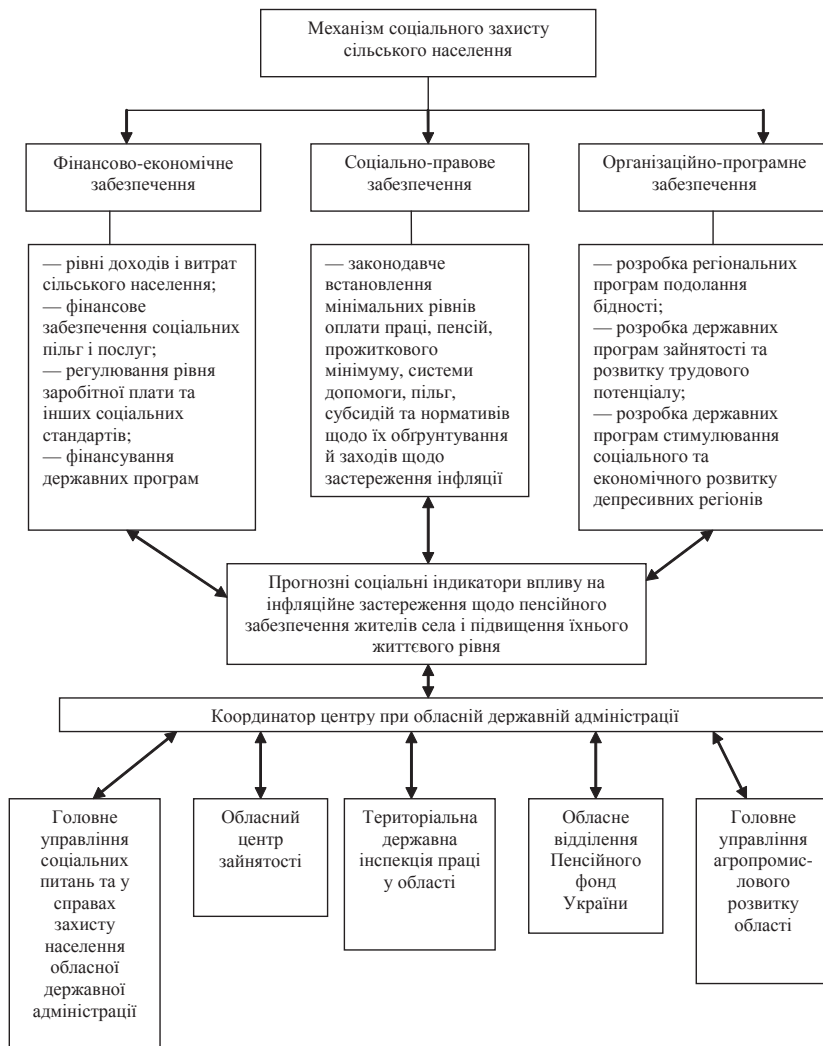 Механізм соціального захисту
сільського населення
Фінансово-економічне
забезпечення
Соціально-правове
забезпечення
Організаційно-програмне
забезпечення
— рівні доходів і витрат
сільського населення;
— фінансове
забезпечення соціальних
пільг і послуг;
— регулювання рівня
заробітної плати та
інших соціальних
стандартів;
— фінансування
державних програм
— законодавче
встановлення
мінімальних рівнів
оплати праці, пенсій,
прожиткового
мінімуму, системи
допомоги, пільг,
субсидій та нормативів
щодо їх обґрунтування
й заходів щодо
застереження інфляції
— розробка регіональних
програм подолання
бідності;
— розробка державних
програм зайнятості та
розвитку трудового
потенціалу;
— розробка державних
програм стимулювання
соціального та
економічного розвитку
депресивних регіонів
Прогнозні соціальні індикатори впливу на
інфляційне застереження щодо пенсійного
забезпечення жителів села і підвищення їхнього
життєвого рівня
Координатор центру при обласній державній адміністрації
Головне
управління
соціальних
питань та у
справах
захисту
населення
обласної
державної
адміністрації
Обласний
центр
зайнятості
Територіальна
державна
інспекція праці
у області
Обласне
відділення
Пенсійного
фонд
України
Головне
управління
агропромис-
лового
розвитку
області